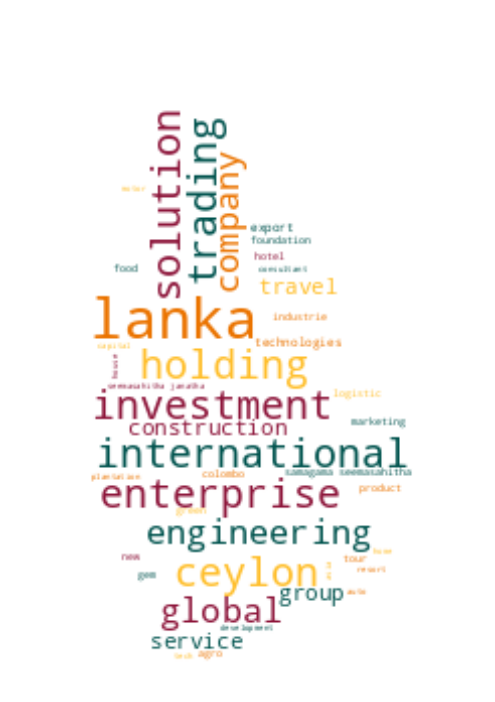 solution
trading
company
motor
export
foundation
hotel
food
consultant
travel
lanka
industrie
technologies
capital
holding
house
seemasahitha janatha
investment
logistic
construction
marketing
international
samagama seemasahitha
colombo
plantation
enterprise
product
green
engineering
new
home
tour
ceylon
gem
resort
group
auto
global
development
service
tech
agro